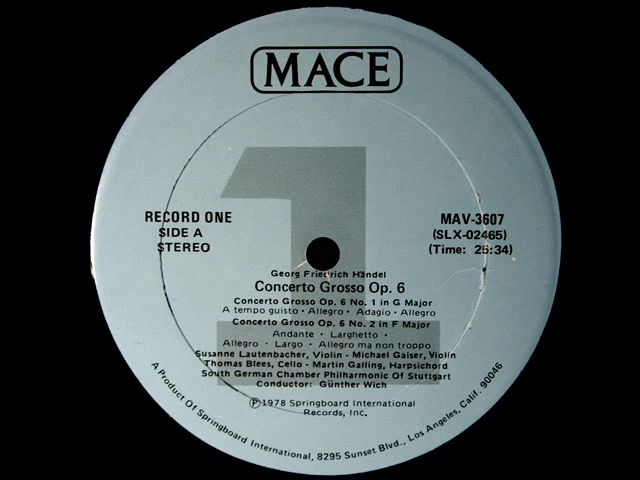 MACE
1
RECORD ONE
SIDE A
STEREO
MAV-3607
(SLX-02465)
(Time: 25:34)
Georg Friedrich Händel
Concerto Grosso Op. 6
Concerto Grosso Op. 6 No. 1 in G Major
A tempo guisto · Allegro · Adagio · Allegro
Concerto Grosso Op. 6 No. 2 in F Major
Andante · Larghetto ·
Allegro · Largo · Allegro ma non troppo
Susanne Lautenbacher, Violin - Michael Gaiser, Violin
Thomas Blees, Cello - Martin Galling, Harpsichord
South German Chamber Philharmonic Of Stuttgart
Conductor: Günther Wich
Ⓟ1978 Springboard International
Records, Inc.
A Product Of Springboard International, 8295 Sunset Blvd., Los Angeles, Calif. 90046